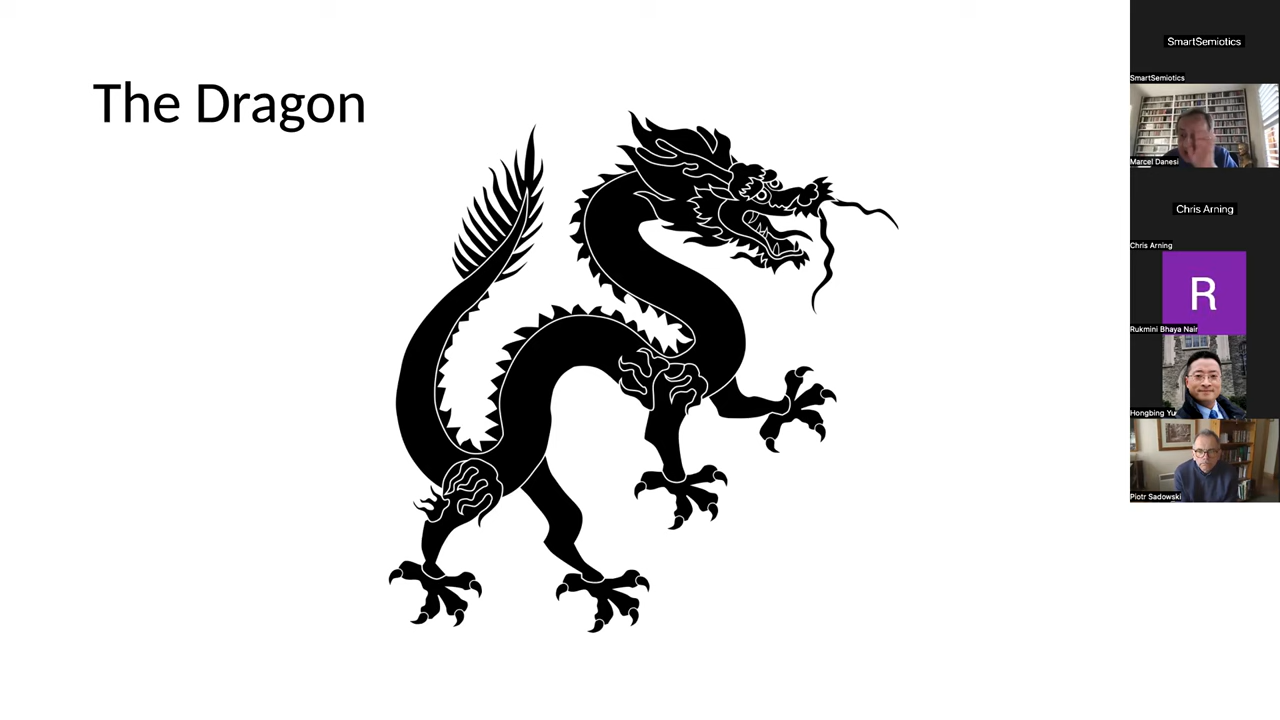 The Dragon
SmartSemiotics
SmartSemiotics
Marcel Danesi
Chris Arning
Chris Arning
R
Rukmini Bhaya Nair
Hongbing Yu
Piotr Sadowski